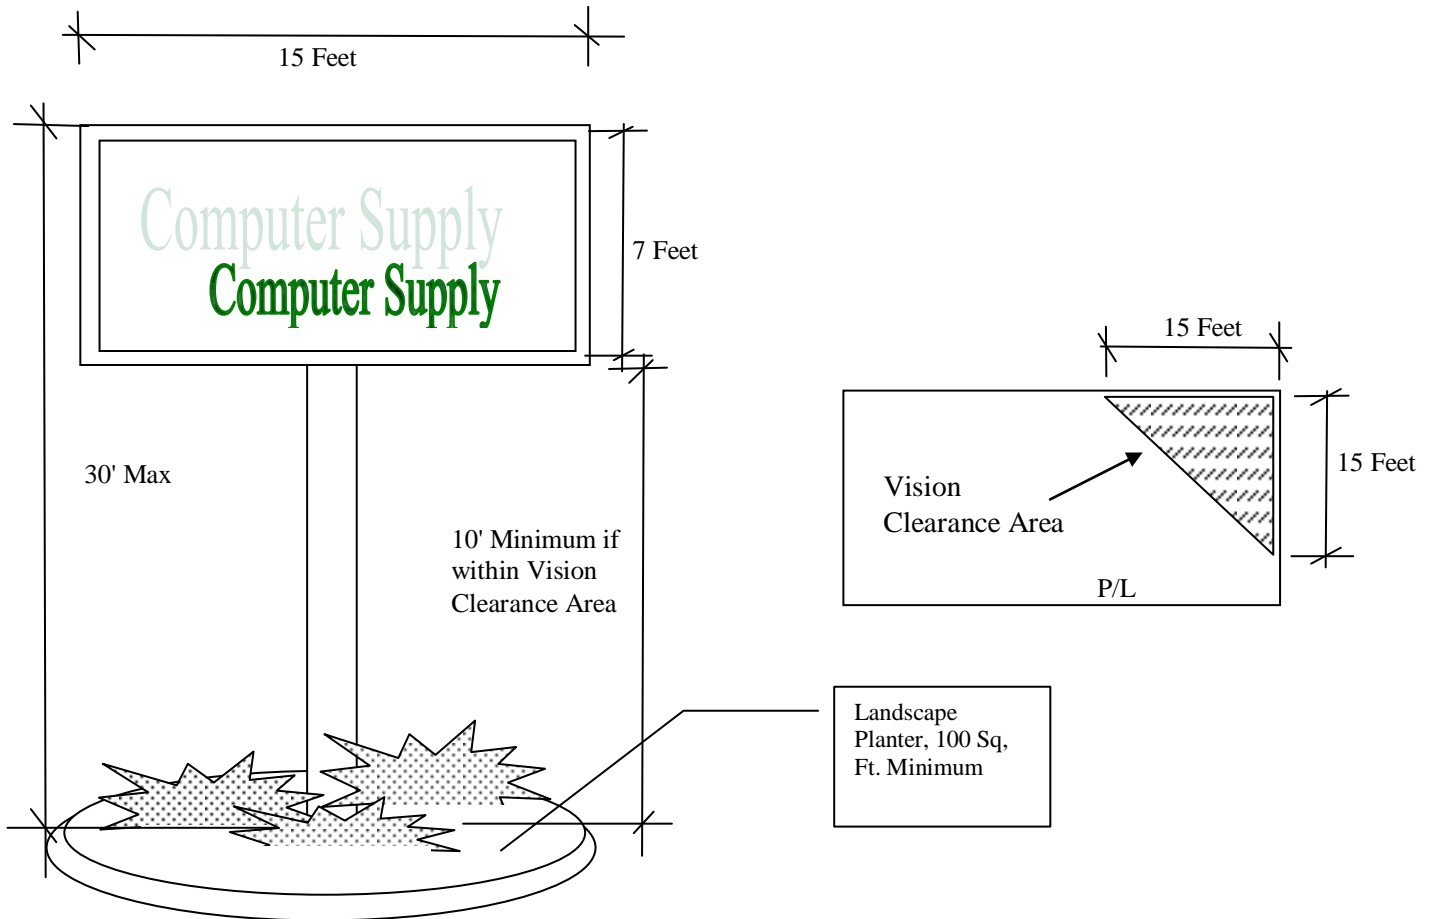 15 Feet
Computer Supply
Computer Supply
7 Feet
30' Max
10' Minimum if
within Vision
Clearance Area
15 Feet
15 Feet
Vision
Clearance Area
P/L
Landscape
Planter, 100 Sq,
Ft. Minimum